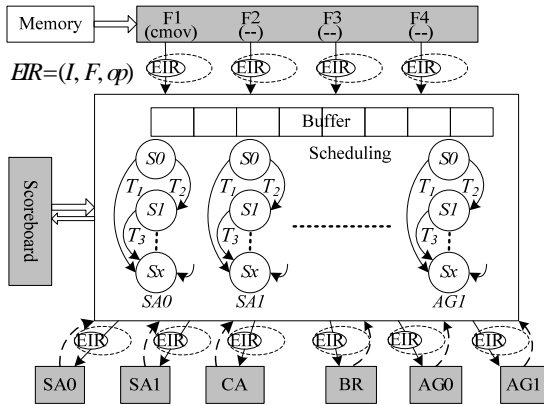 Memory
F1 F2 F3 F4
(cmov) (--) (--) (--)
EIR EIR EIR EIR
EIR=(I, F, op)
Buffer
Scheduling
S0 S0 S0
T1 T2 T1 T2 T1 T2
S1 S1 S1
T3 T3 T3
Sx Sx Sx
SA0 SA1 AG1
Scoreboard
EIR EIR EIR EIR EIR EIR
SA0 SA1 CA BR AG0 AG1